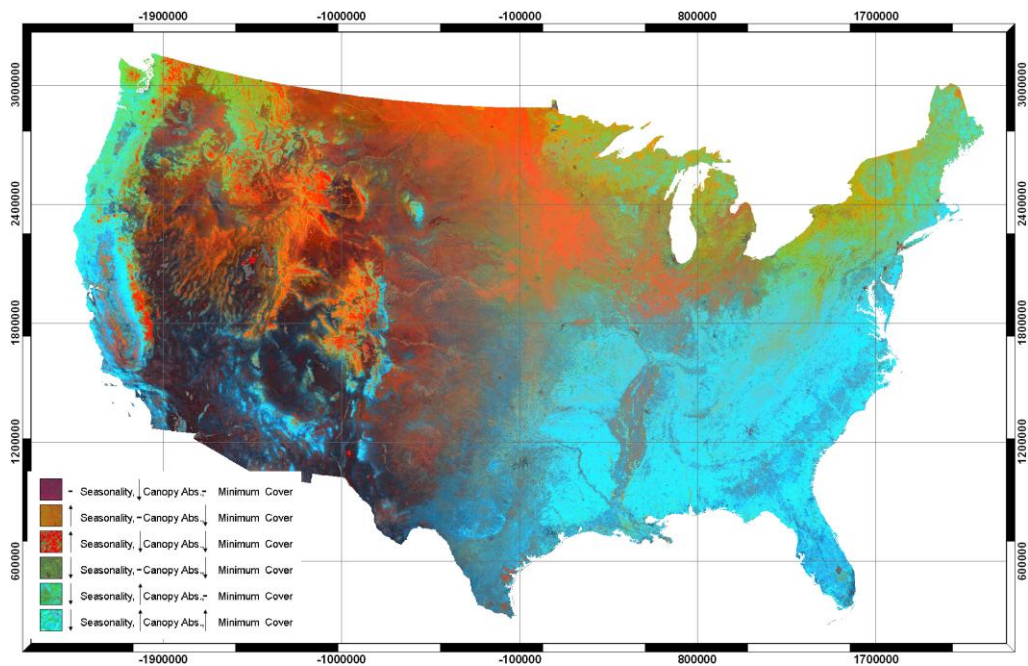 -1900000 -1000000 -100000 800000 1700000
3000000 3000000
2400000 2400000
1800000 1800000
1200000 1200000
600000 600000
- Seasonality, ↓ Canopy Abs., - Minimum Cover
↑ Seasonality, - Canopy Abs., ↓ Minimum Cover
↑ Seasonality, ↓ Canopy Abs., ↓ Minimum Cover
↓ Seasonality, - Canopy Abs., ↓ Minimum Cover
↓ Seasonality, ↑ Canopy Abs., - Minimum Cover
↓ Seasonality, ↑ Canopy Abs., ↑ Minimum Cover
-1900000 -1000000 -100000 800000 1700000